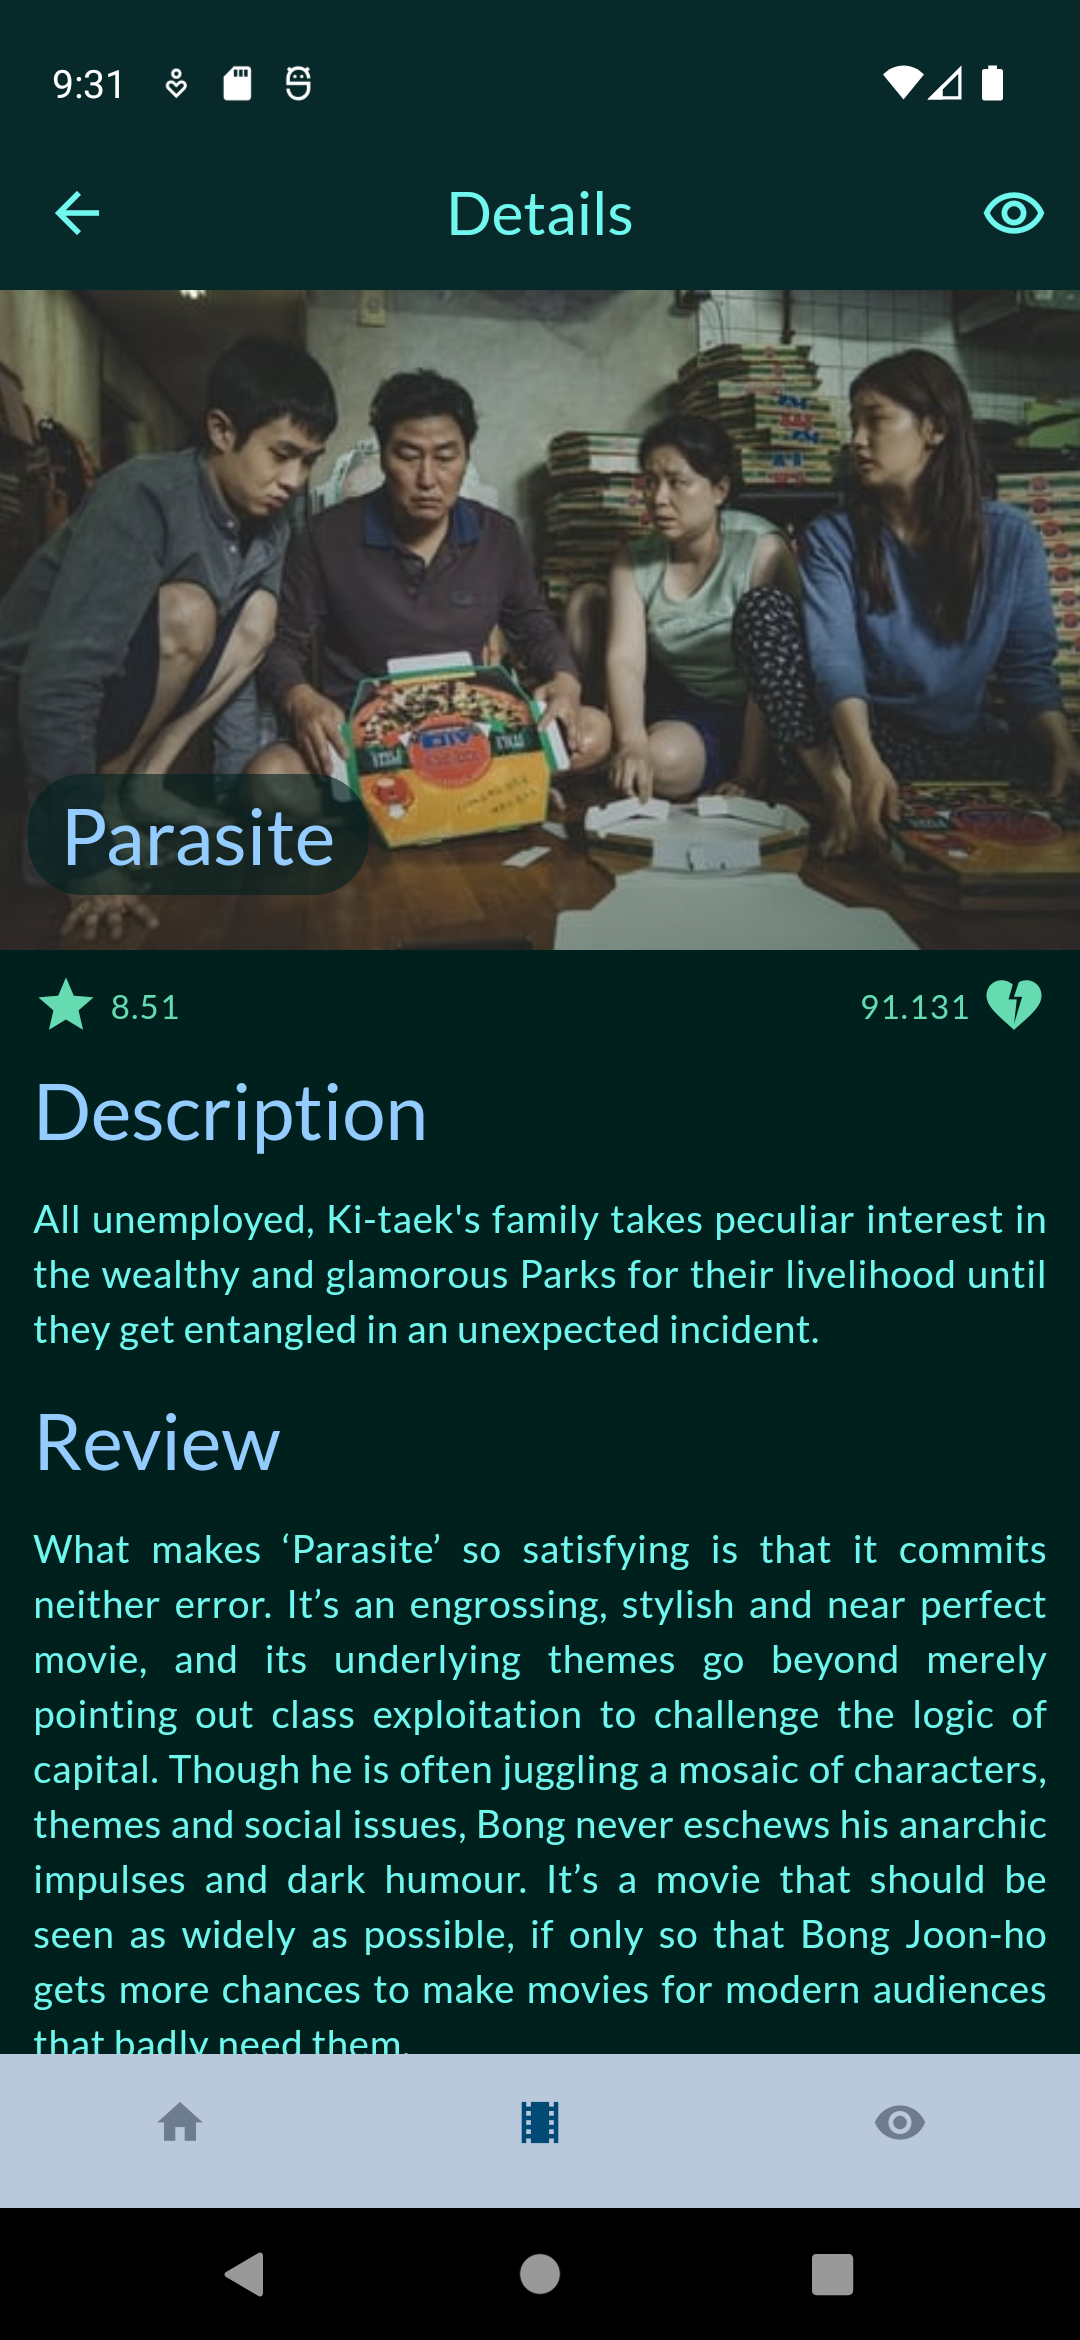 9:31
Details
Parasite
8.51
91.131
Description
All unemployed, Ki-taek's family takes peculiar interest in
the wealthy and glamorous Parks for their livelihood until
they get entangled in an unexpected incident.
Review
What makes ‘Parasite’ so satisfying is that it commits
neither error. It’s an engrossing, stylish and near perfect
movie, and its underlying themes go beyond merely
pointing out class exploitation to challenge the logic of
capital. Though he is often juggling a mosaic of characters,
themes and social issues, Bong never eschews his anarchic
impulses and dark humour. It’s a movie that should be
seen as widely as possible, if only so that Bong Joon-ho
gets more chances to make movies for modern audiences
that badly need them.